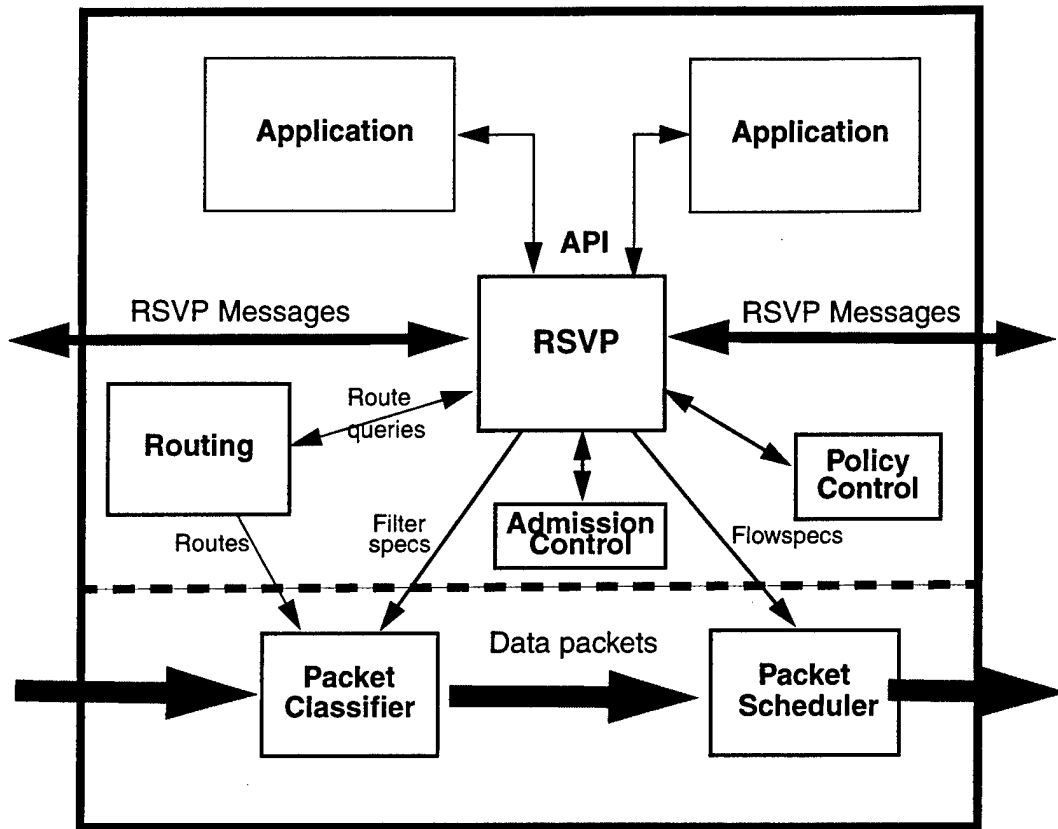 Application
Application
API
RSVP Messages
RSVP Messages
RSVP
Route
queries
Routing
Policy
Control
Admission
Control
Filter
specs
Flowspecs
Routes
Data packets
Packet
Classifier
Packet
Scheduler